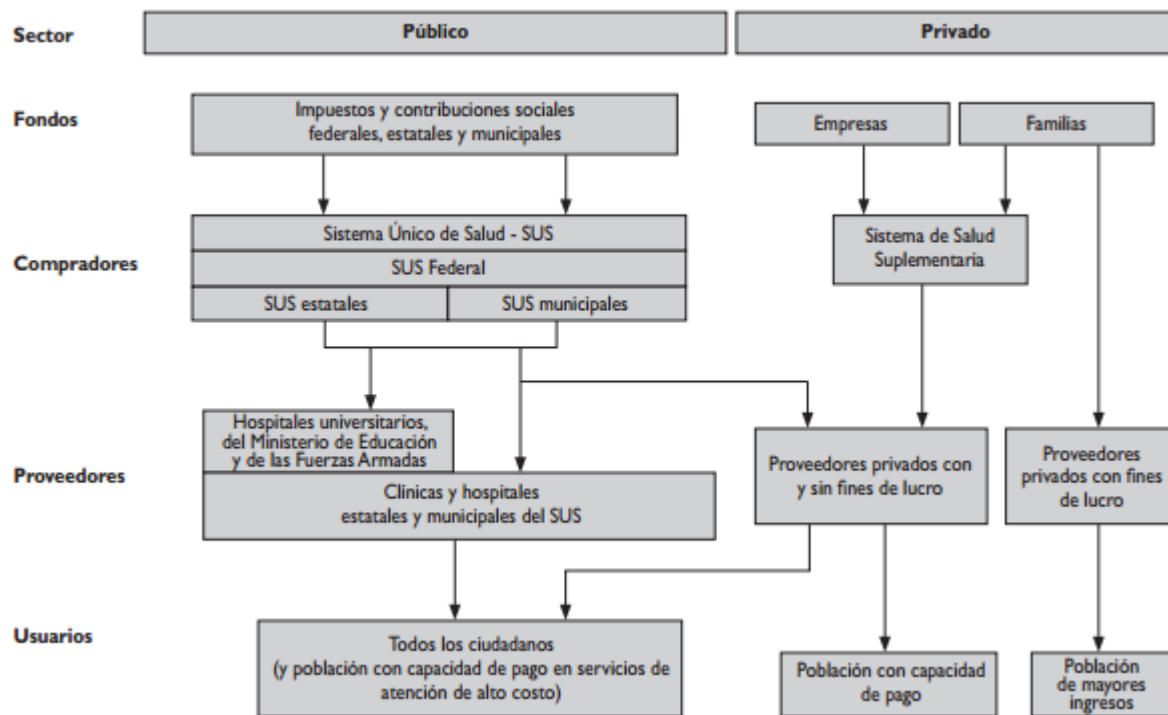 Sector
Público
Privado
Fondos
Impuestos y contribuciones sociales
federales, estatales y municipales
Empresas
Familias
Compradores
Sistema Único de Salud - SUS
SUS Federal
SUS estatales
SUS municipales
Sistema de Salud
Suplementaria
Proveedores
Hospitales universitarios,
del Ministerio de Educación
y de las Fuerzas Armadas
Clínicas y hospitales
estatales y municipales del SUS
Proveedores privados con
y sin fines de lucro
Proveedores
privados con fines
de lucro
Usuarios
Todos los ciudadanos
(y población con capacidad de pago en servicios de
atención de alto costo)
Población con capacidad
de pago
Población
de mayores
ingresos